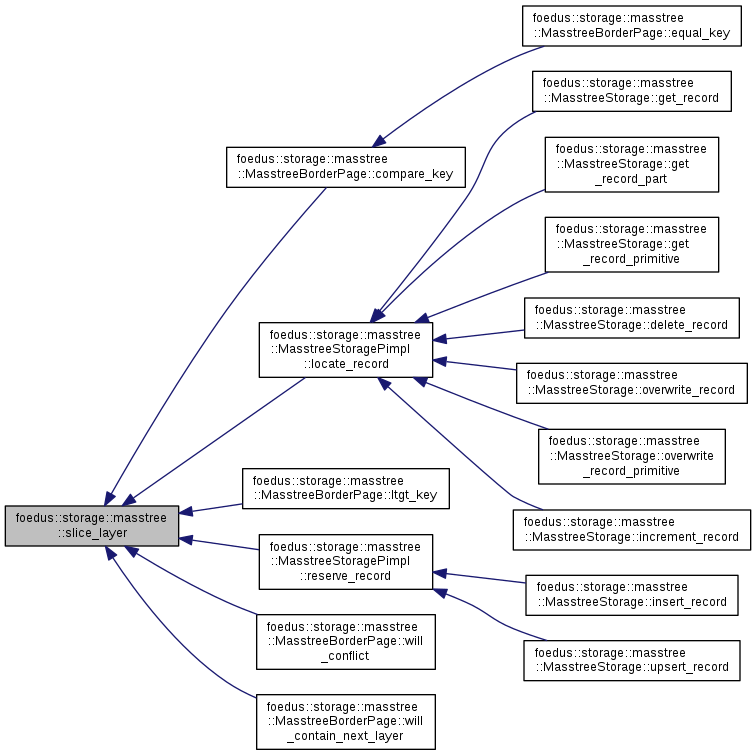 foedus::storage::masstree
::MasstreeBorderPage::equal_key
foedus::storage::masstree
::MasstreeStorage::get_record
foedus::storage::masstree
::MasstreeBorderPage::compare_key
foedus::storage::masstree
::MasstreeStorage::get
_record_part
foedus::storage::masstree
::MasstreeStorage::get
_record_primitive
foedus::storage::masstree
::MasstreeStorage::delete_record
foedus::storage::masstree
::MasstreeStoragePimpl
::locate_record
foedus::storage::masstree
::MasstreeStorage::overwrite_record
foedus::storage::masstree
::MasstreeStorage::overwrite
_record_primitive
foedus::storage::masstree
::MasstreeBorderPage::ltgt_key
foedus::storage::masstree
::slice_layer
foedus::storage::masstree
::MasstreeStorage::increment_record
foedus::storage::masstree
::MasstreeStoragePimpl
::reserve_record
foedus::storage::masstree
::MasstreeStorage::insert_record
foedus::storage::masstree
::MasstreeBorderPage::will
_conflict
foedus::storage::masstree
::MasstreeStorage::upsert_record
foedus::storage::masstree
::MasstreeBorderPage::will
_contain_next_layer